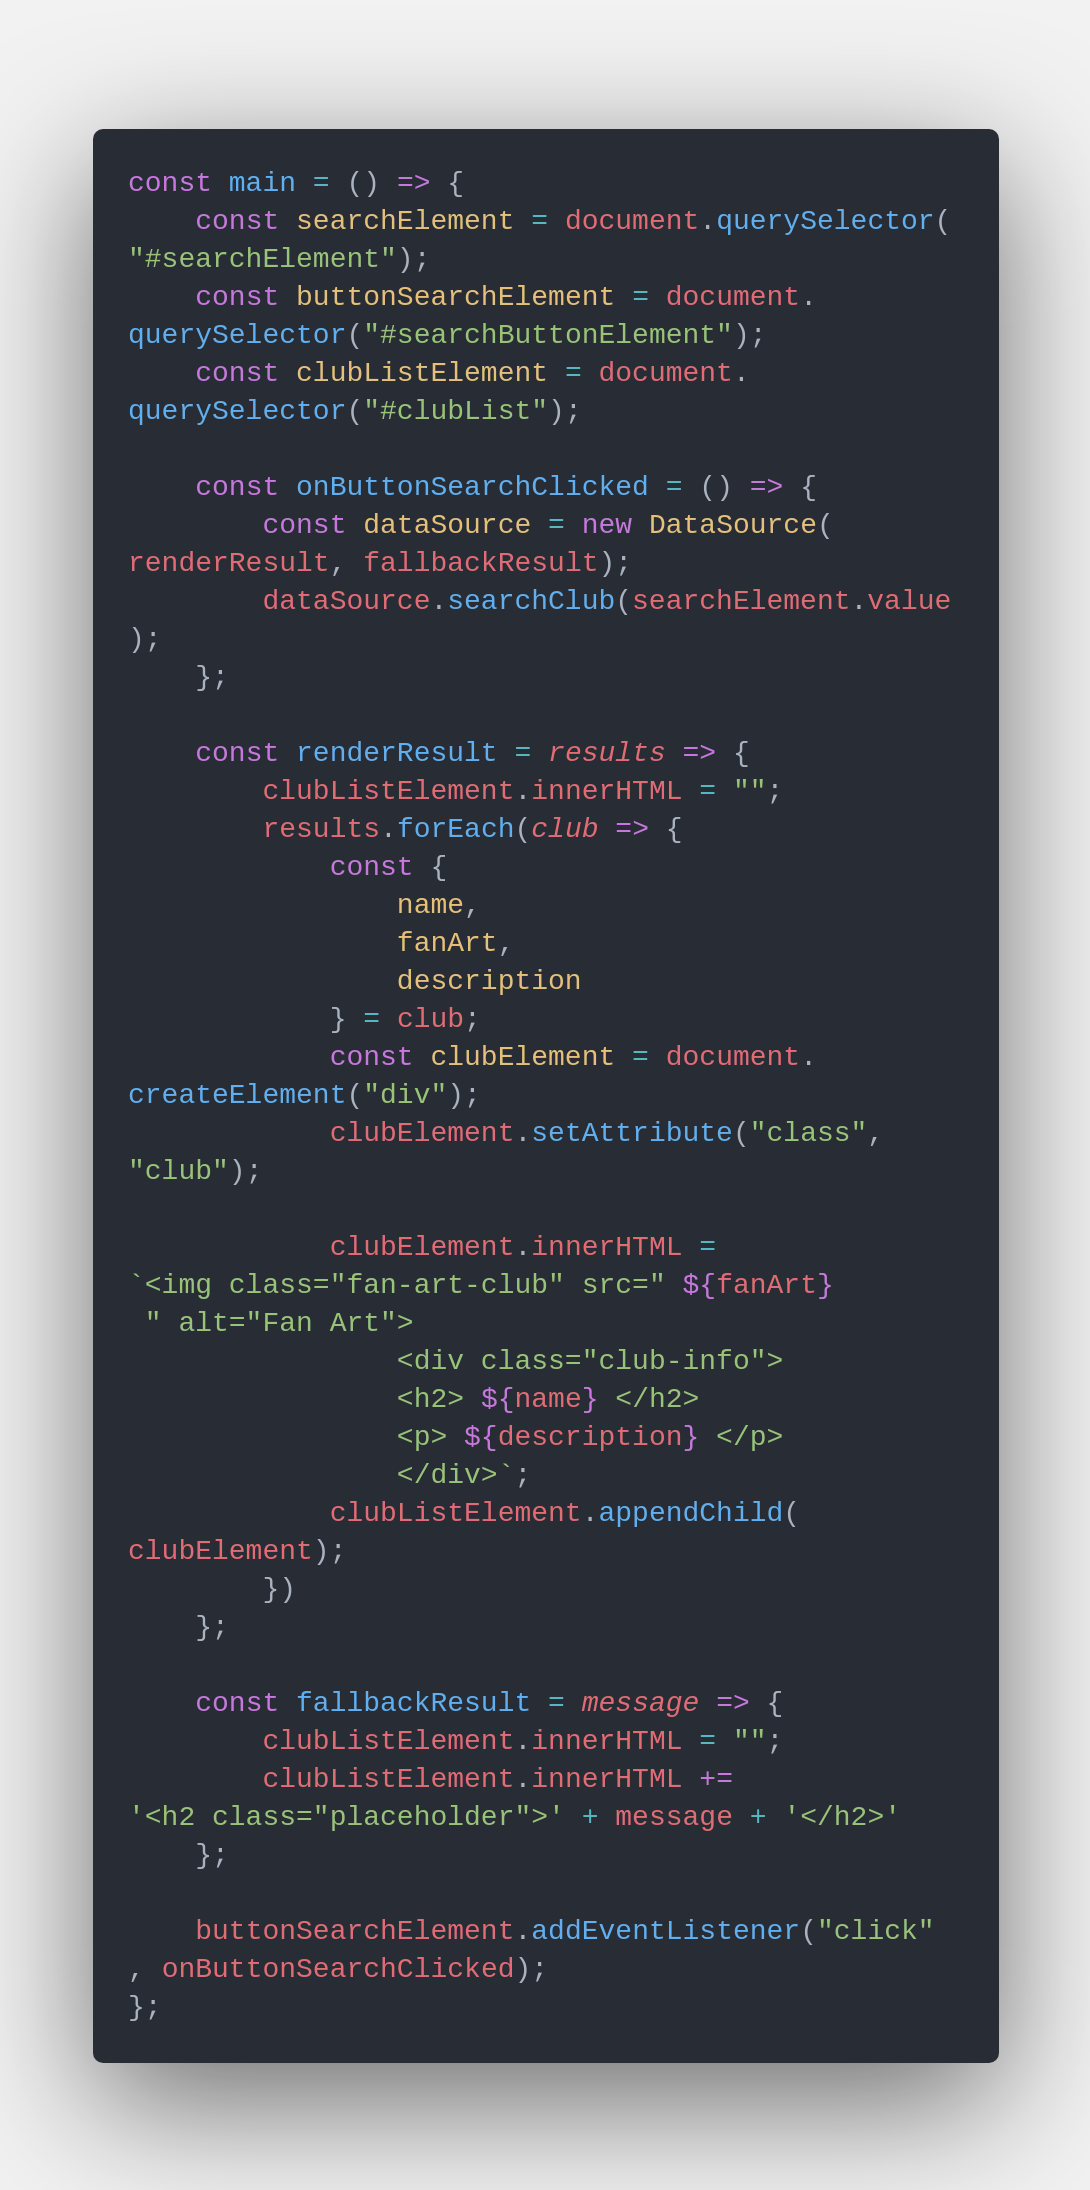 const main = () => {
    const searchElement = document.querySelector(
"#searchElement");
    const buttonSearchElement = document.
querySelector("#searchButtonElement");
    const clubListElement = document.
querySelector("#clubList");

    const onButtonSearchClicked = () => {
        const dataSource = new DataSource(
renderResult, fallbackResult);
        dataSource.searchClub(searchElement.value
);
    };

    const renderResult = results => {
        clubListElement.innerHTML = "";
        results.forEach(club => {
            const {
                name,
                fanArt,
                description
            } = club;
            const clubElement = document.
createElement("div");
            clubElement.setAttribute("class",
"club");

            clubElement.innerHTML =
`<img class="fan-art-club" src=" ${fanArt}
 " alt="Fan Art">
                <div class="club-info">
                <h2> ${name} </h2>
                <p> ${description} </p>
                </div>`;
            clubListElement.appendChild(
clubElement);
        })
    };

    const fallbackResult = message => {
        clubListElement.innerHTML = "";
        clubListElement.innerHTML +=
'<h2 class="placeholder">' + message + '</h2>'
    };

    buttonSearchElement.addEventListener("click"
, onButtonSearchClicked);
};